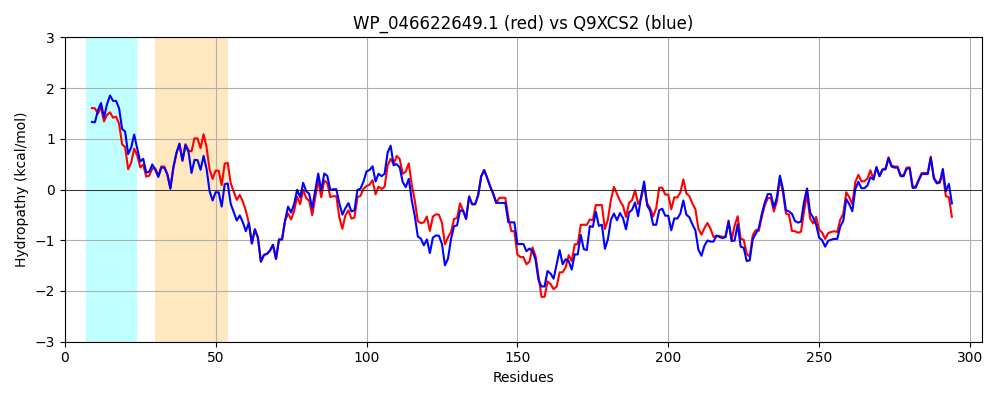 WP_046622649.1 (red) vs Q9XCS2 (blue)
3
2
1
0
−1
−2
−3
Hydropathy (kcal/mol)
0 50 100 150 200 250 300
Residues